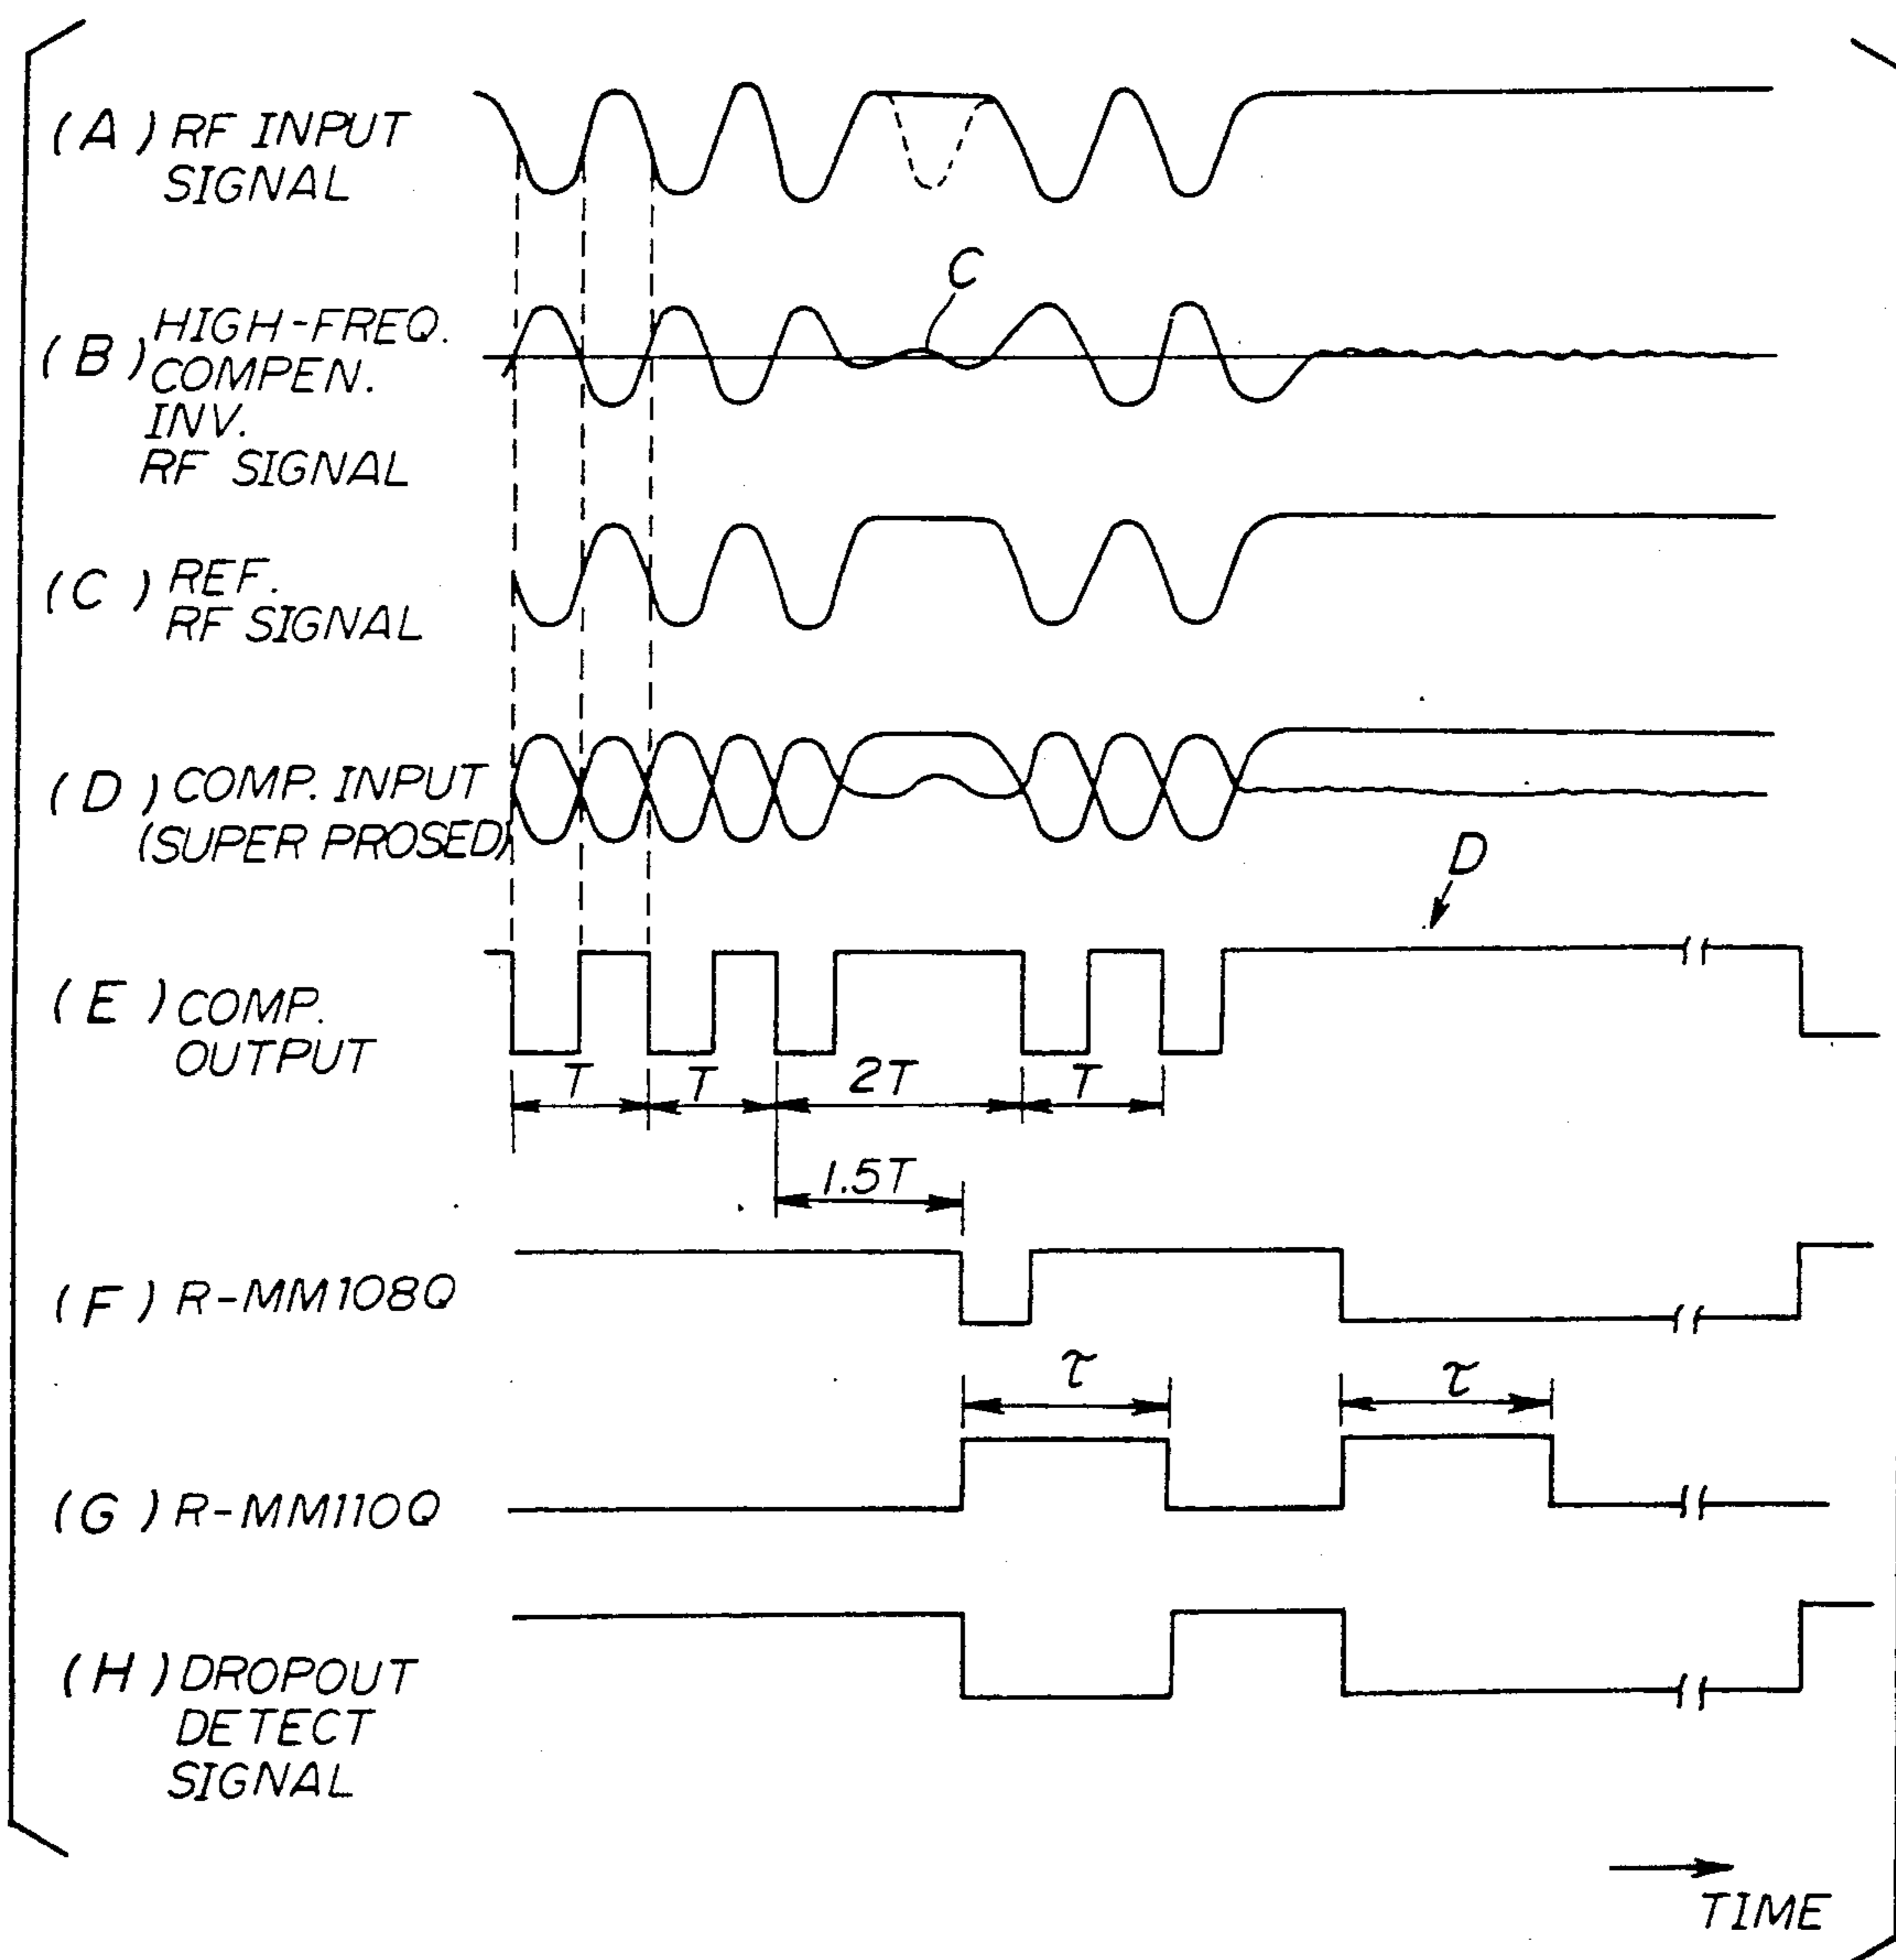 (A) RF INPUT
SIGNAL
C
(B) HIGH-FREQ.
COMPEN.
INV.
RF SIGNAL
(C) REF.
RF SIGNAL
(D) COMP. INPUT
(SUPER PROSED)
D
(E) COMP.
OUTPUT
T T 2T T
1.5T
(F) R-MM108Q
τ τ
(G) R-MM110Q
(H) DROPOUT
DETECT
SIGNAL
TIME